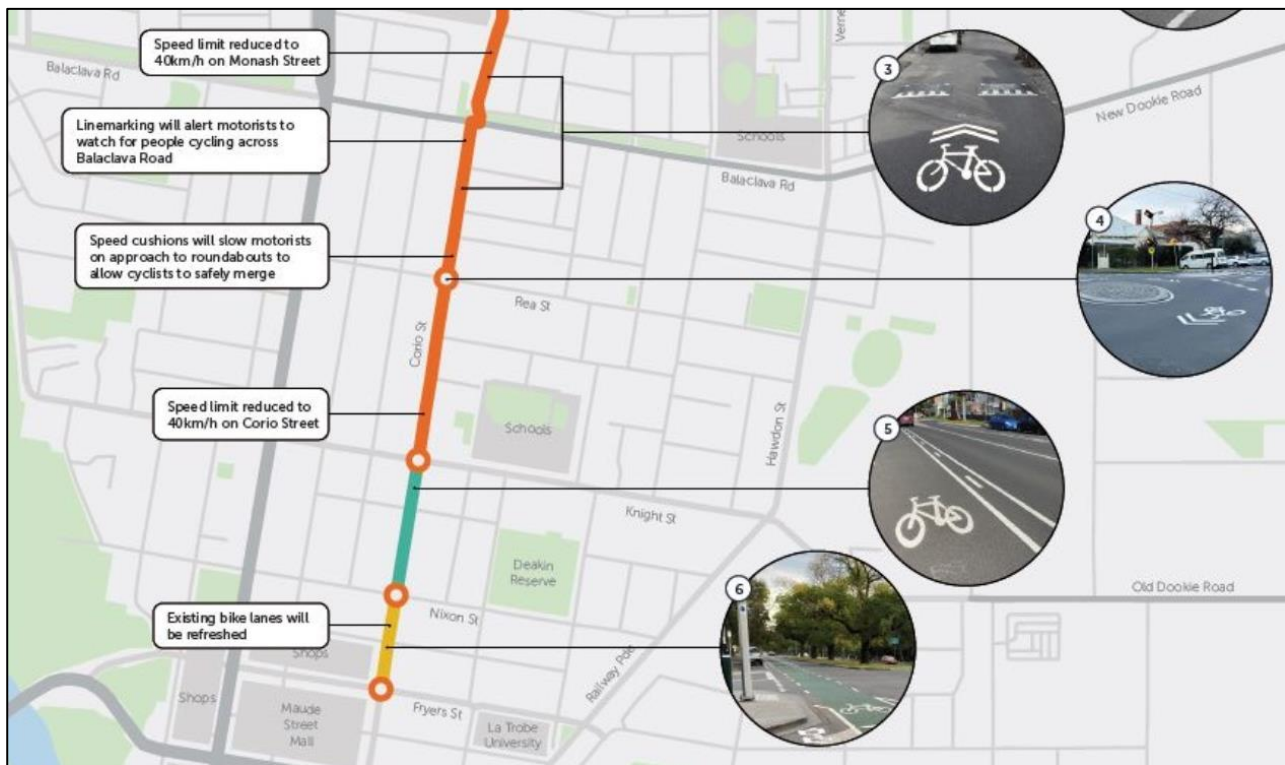 Speed limit reduced to
40km/h on Monash Street
Balaclava Rd
Linemarking will alert motorists to
watch for people cycling across
Balaclava Road
3
Schools
Verne
New Dookie Road
Balaclava Rd
Speed cushions will slow motorists
on approach to roundabouts to
allow cyclists to safely merge
4
Rea St
Corio St
Speed limit reduced to
40km/h on Corio Street
Schools
Hawdon St
5
Knight St
Deakin
Reserve
Old Dookie Road
6
Existing bike lanes will
be refreshed
Nixon St
Shops
Railway Pde
Shops
Maude
Street
Mall
Fryers St
La Trobe
University